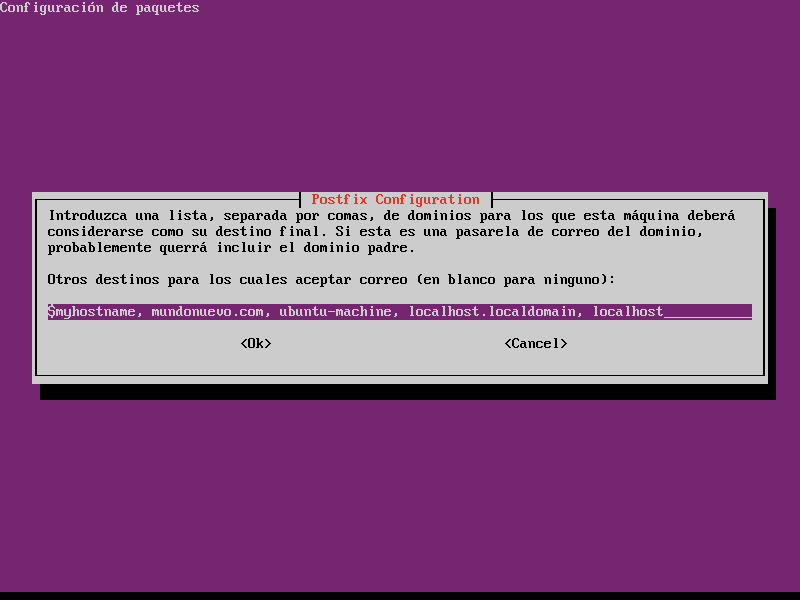 Configuración de paquetes
Postfix Configuration
Introduzca una lista, separada por comas, de dominios para los que esta máquina deberá
considerarse como su destino final. Si esta es una pasarela de correo del dominio,
probablemente querrá incluir el dominio padre.
Otros destinos para los cuales aceptar correo (en blanco para ninguno):
$myhostname, mundonuevo.com, ubuntu-machine, localhost.localdomain, localhost___________
<Ok> <Cancel>